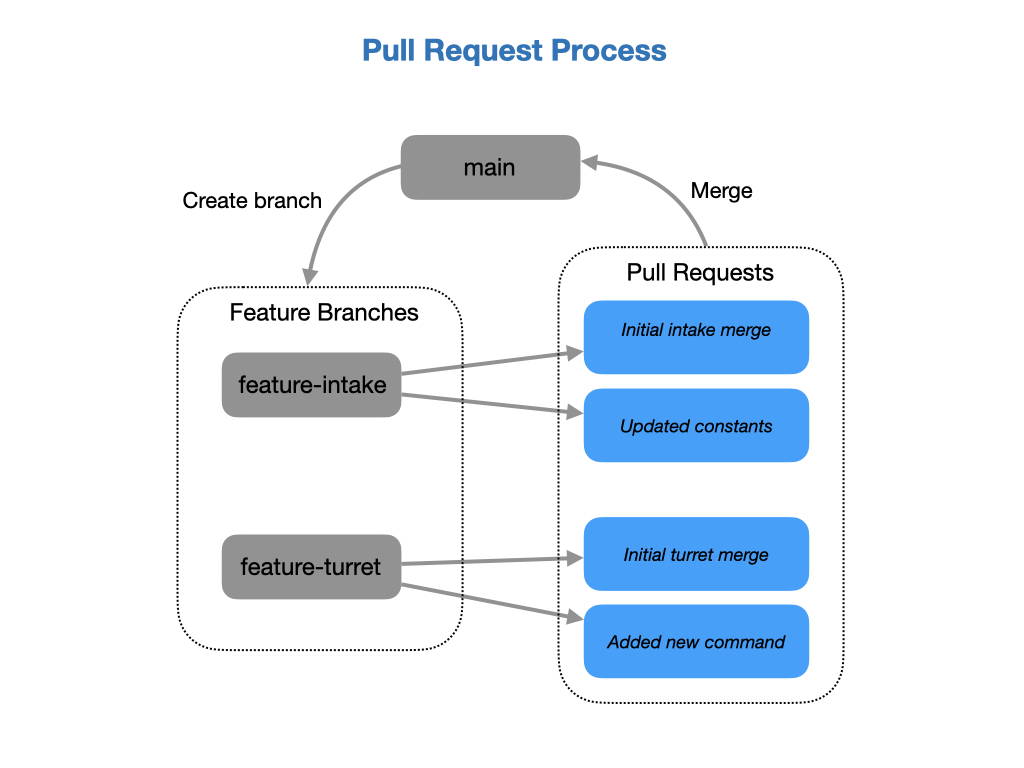 Pull Request Process
main
Create branch
Merge
Feature Branches
feature-intake
feature-turret
Pull Requests
Initial intake merge
Updated constants
Initial turret merge
Added new command